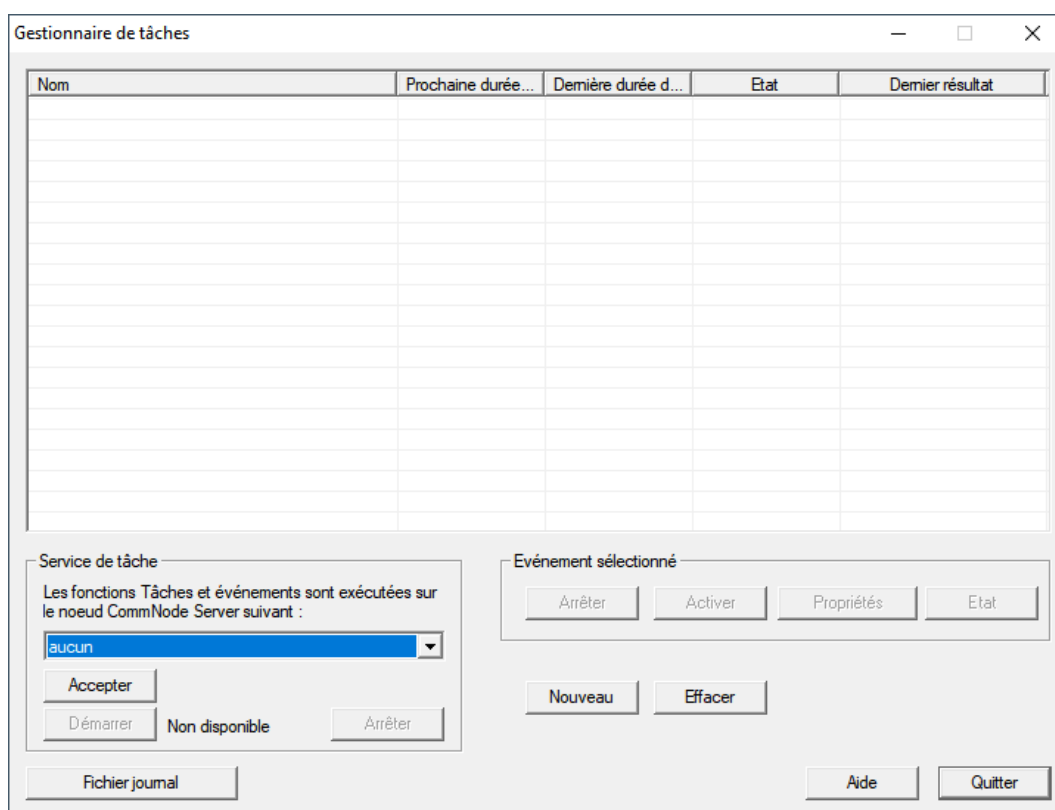 Gestionnaire de tâches
Nom Prochaine durée... Dernière durée d... Etat Dernier résultat
Service de tâche
Les fonctions Tâches et événements sont exécutées sur
le noeud CommNode Server suivant :
aucun
Accepter
Démarrer Non disponible Arrêter
Evénement sélectionné
Arrêter Activer Propriétés Etat
Nouveau Effacer
Fichier journal Aide Quitter